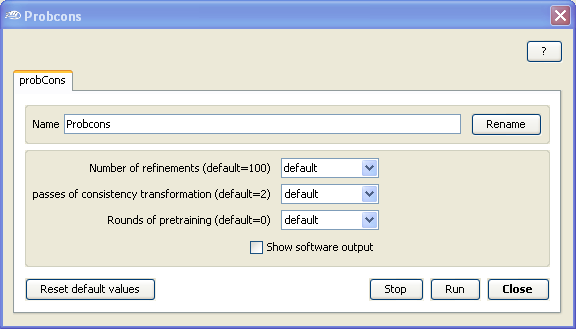 Probcons
?
probCons
Name Probcons Rename
Number of refinements (default=100) default
passes of consistency transformation (default=2) default
Rounds of pretraining (default=0) default
Show software output
Reset default values Stop Run Close